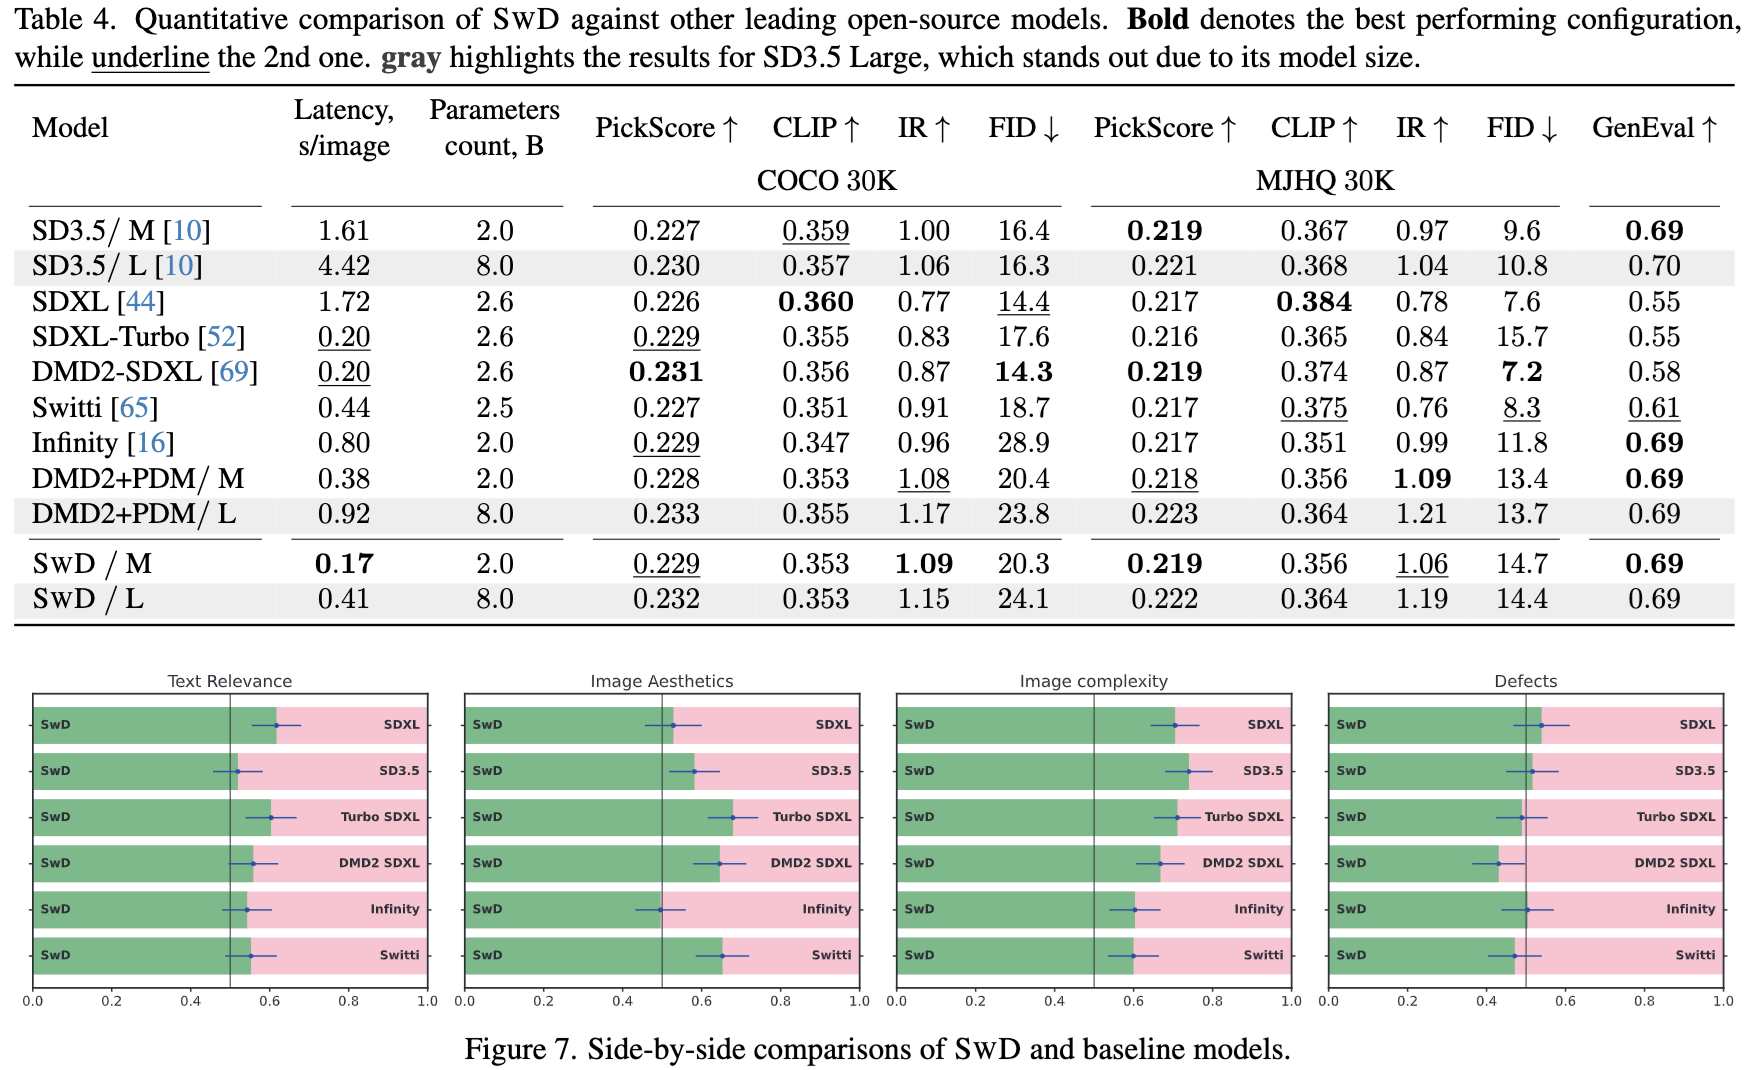 Table 4. Quantitative comparison of SWD against other leading open-source models. Bold denotes the best performing configuration,
while underline the 2nd one. gray highlights the results for SD3.5 Large, which stands out due to its model size.
Model Latency, s/image Parameters count, B PickScore ↑ CLIP ↑ IR ↑ FID ↓ PickScore ↑ CLIP ↑ IR ↑ FID ↓ GenEval ↑
COCO 30K MJHQ 30K
SD3.5/ M [10] 1.61 2.0 0.227 0.359 1.00 16.4 0.219 0.367 0.97 9.6 0.69
SD3.5/ L [10] 4.42 8.0 0.230 0.357 1.06 16.3 0.221 0.368 1.04 10.8 0.70
SDXL [44] 1.72 2.6 0.226 0.360 0.77 14.4 0.217 0.384 0.78 7.6 0.55
SDXL-Turbo [52] 0.20 2.6 0.229 0.355 0.83 17.6 0.216 0.365 0.84 15.7 0.55
DMD2-SDXL [69] 0.20 2.6 0.231 0.356 0.87 14.3 0.219 0.374 0.87 7.2 0.58
Switti [65] 0.44 2.5 0.227 0.351 0.91 18.7 0.217 0.375 0.76 8.3 0.61
Infinity [16] 0.80 2.0 0.229 0.347 0.96 28.9 0.217 0.351 0.99 11.8 0.69
DMD2+PDM/ M 0.38 2.0 0.228 0.353 1.08 20.4 0.218 0.356 1.09 13.4 0.69
DMD2+PDM/ L 0.92 8.0 0.233 0.355 1.17 23.8 0.223 0.364 1.21 13.7 0.69
SWD / M 0.17 2.0 0.229 0.353 1.09 20.3 0.219 0.356 1.06 14.7 0.69
SWD / L 0.41 8.0 0.232 0.353 1.15 24.1 0.222 0.364 1.19 14.4 0.69
Text Relevance
SwD SDXL
SwD SD3.5
SwD Turbo SDXL
SwD DMD2 SDXL
SwD Infinity
SwD Switti
0.0 0.2 0.4 0.6 0.8 1.0
Image Aesthetics
SwD SDXL
SwD SD3.5
SwD Turbo SDXL
SwD DMD2 SDXL
SwD Infinity
SwD Switti
0.0 0.2 0.4 0.6 0.8 1.0
Image complexity
SwD SDXL
SwD SD3.5
SwD Turbo SDXL
SwD DMD2 SDXL
SwD Infinity
SwD Switti
0.0 0.2 0.4 0.6 0.8 1.0
Defects
SwD SDXL
SwD SD3.5
SwD Turbo SDXL
SwD DMD2 SDXL
SwD Infinity
SwD Switti
0.0 0.2 0.4 0.6 0.8 1.0
Figure 7. Side-by-side comparisons of SWD and baseline models.